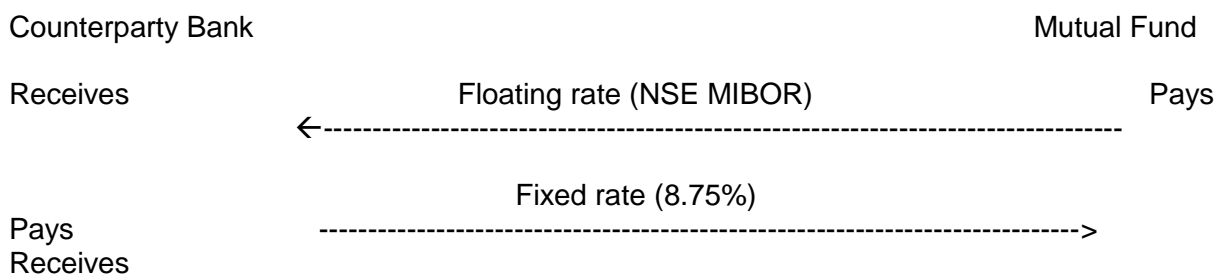 Counterparty Bank Mutual Fund
Receives Floating rate (NSE MIBOR) Pays
←--------------------------------------------------------------------------------
Fixed rate (8.75%)
Pays ---------------------------------------------------------------------------->
Receives